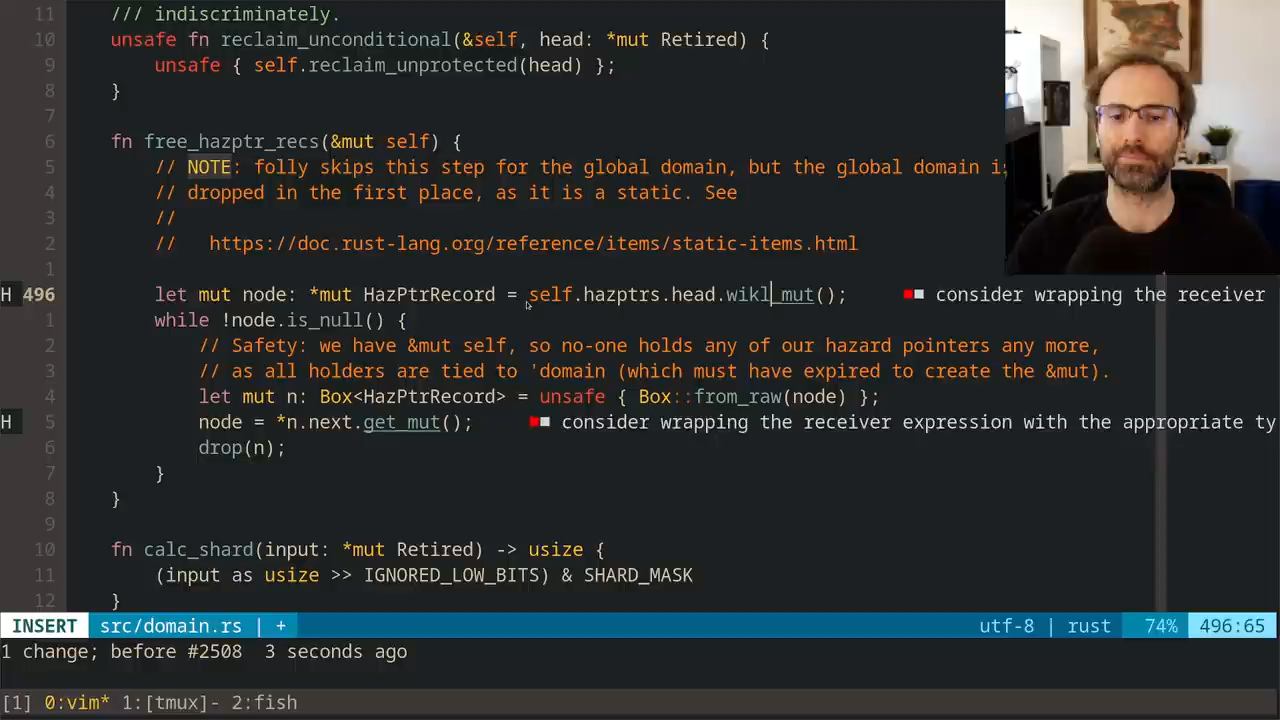 11 /// indiscriminately.
10 unsafe fn reclaim_unconditional(&self, head: *mut Retired) {
9 unsafe { self.reclaim_unprotected(head) };
8 }
7
6 fn free_hazptr_recs(&mut self) {
5 // NOTE: folly skips this step for the global domain, but the global domain is
4 // dropped in the first place, as it is a static. See
3 //
2 // https://doc.rust-lang.org/reference/items/static-items.html
1
H 496 let mut node: *mut HazPtrRecord = self.hazptrs.head.wikl_mut(); consider wrapping the receiver
1 while !node.is_null() {
2 // Safety: we have &mut self, so no-one holds any of our hazard pointers any more,
3 // as all holders are tied to 'domain (which must have expired to create the &mut).
4 let mut n: Box<HazPtrRecord> = unsafe { Box::from_raw(node) };
H 5 node = *n.next.get_mut(); consider wrapping the receiver expression with the appropriate ty
6 drop(n);
7 }
8 }
9
10 fn calc_shard(input: *mut Retired) -> usize {
11 (input as usize >> IGNORED_LOW_BITS) & SHARD_MASK
12 }
INSERT src/domain.rs | + utf-8 | rust 74% 496:65
1 change; before #2508 3 seconds ago
[1] 0:vim* 1:[tmux]- 2:fish